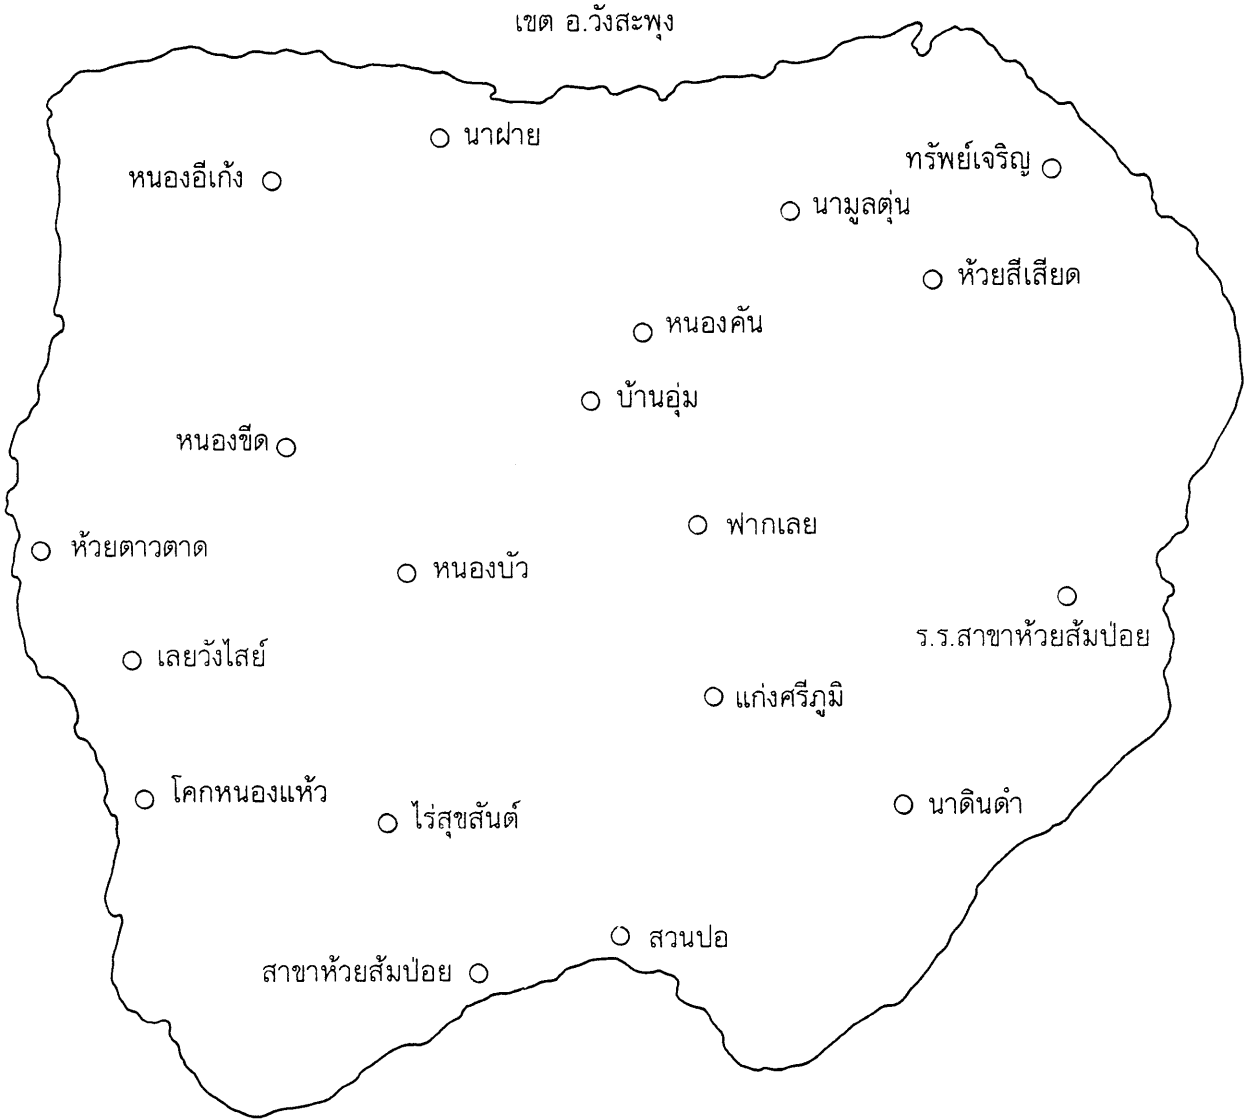 เขต อ.วังสะพุง
นาฝาย
ทรัพย์เจริญ
หนองอีเก้ง
นามูลตุ่น
ห้วยสีเสียด
หนองคัน
บ้านอุ่ม
หนองขีด
ฟากเลย
ห้วยตาวตาด
หนองบัว
ร.ร.สาขาห้วยส้มป่อย
เลยวังไสย์
แก่งศรีภูมิ
โคกหนองแห้ว
นาดินดำ
ไร่สุขสันต์
สวนปอ
สาขาห้วยส้มป่อย